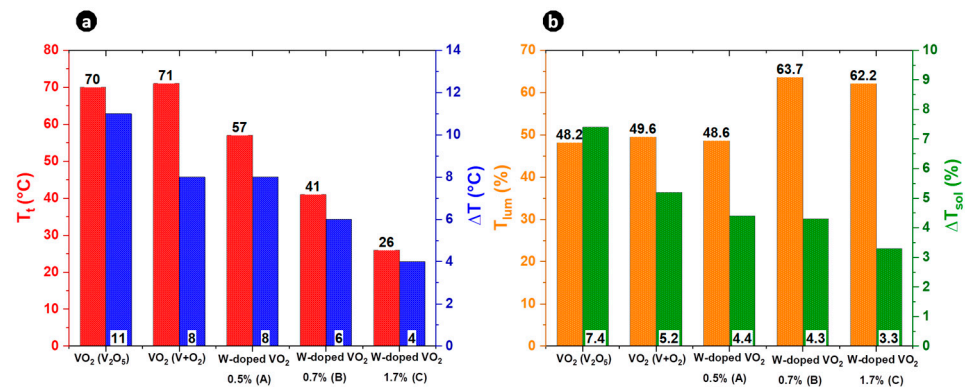 a
80
70
60
50
40
30
20
10
0
Tt (°C)
70
71
57
41
26
11
8
8
6
4
14
12
10
8
6
4
2
0
ΔT (°C)
VO2 (V2O5)
VO2 (V+O2)
W-doped VO2
0.5% (A)
W-doped VO2
0.7% (B)
W-doped VO2
1.7% (C)
b
70
60
50
40
30
20
10
0
Tlum (%)
48.2
49.6
48.6
63.7
62.2
7.4
5.2
4.4
4.3
3.3
10
9
8
7
6
5
4
3
2
1
0
ΔTsol (%)
VO2 (V2O5)
VO2 (V+O2)
W-doped VO2
0.5% (A)
W-doped VO2
0.7% (B)
W-doped VO2
1.7% (C)